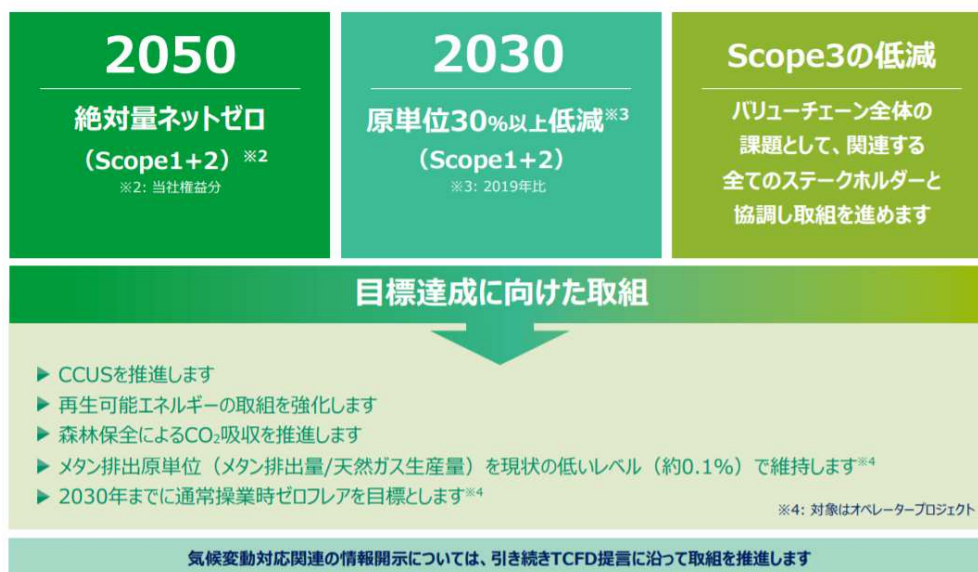 2050
絶対量ネットゼロ
（Scope1+2）※2
※2: 当社権益分
2030
原単位30%以上低減※3
（Scope1+2）
※3: 2019年比
Scope3の低減
バリューチェーン全体の
課題として、関連する
全てのステークホルダーと
協調し取組を進めます
目標達成に向けた取組
CCUSを推進します
再生可能エネルギーの取組を強化します
森林保全によるCO₂吸収を推進します
メタン排出原単位（メタン排出量/天然ガス生産量）を現状の低いレベル（約0.1%）で維持します※4
2030年までに通常操業時ゼロフレアを目標とします※4
※4: 対象はオペレータープロジェクト
気候変動対応関連の情報開示については、引き続きTCFD提言に沿って取組を推進します